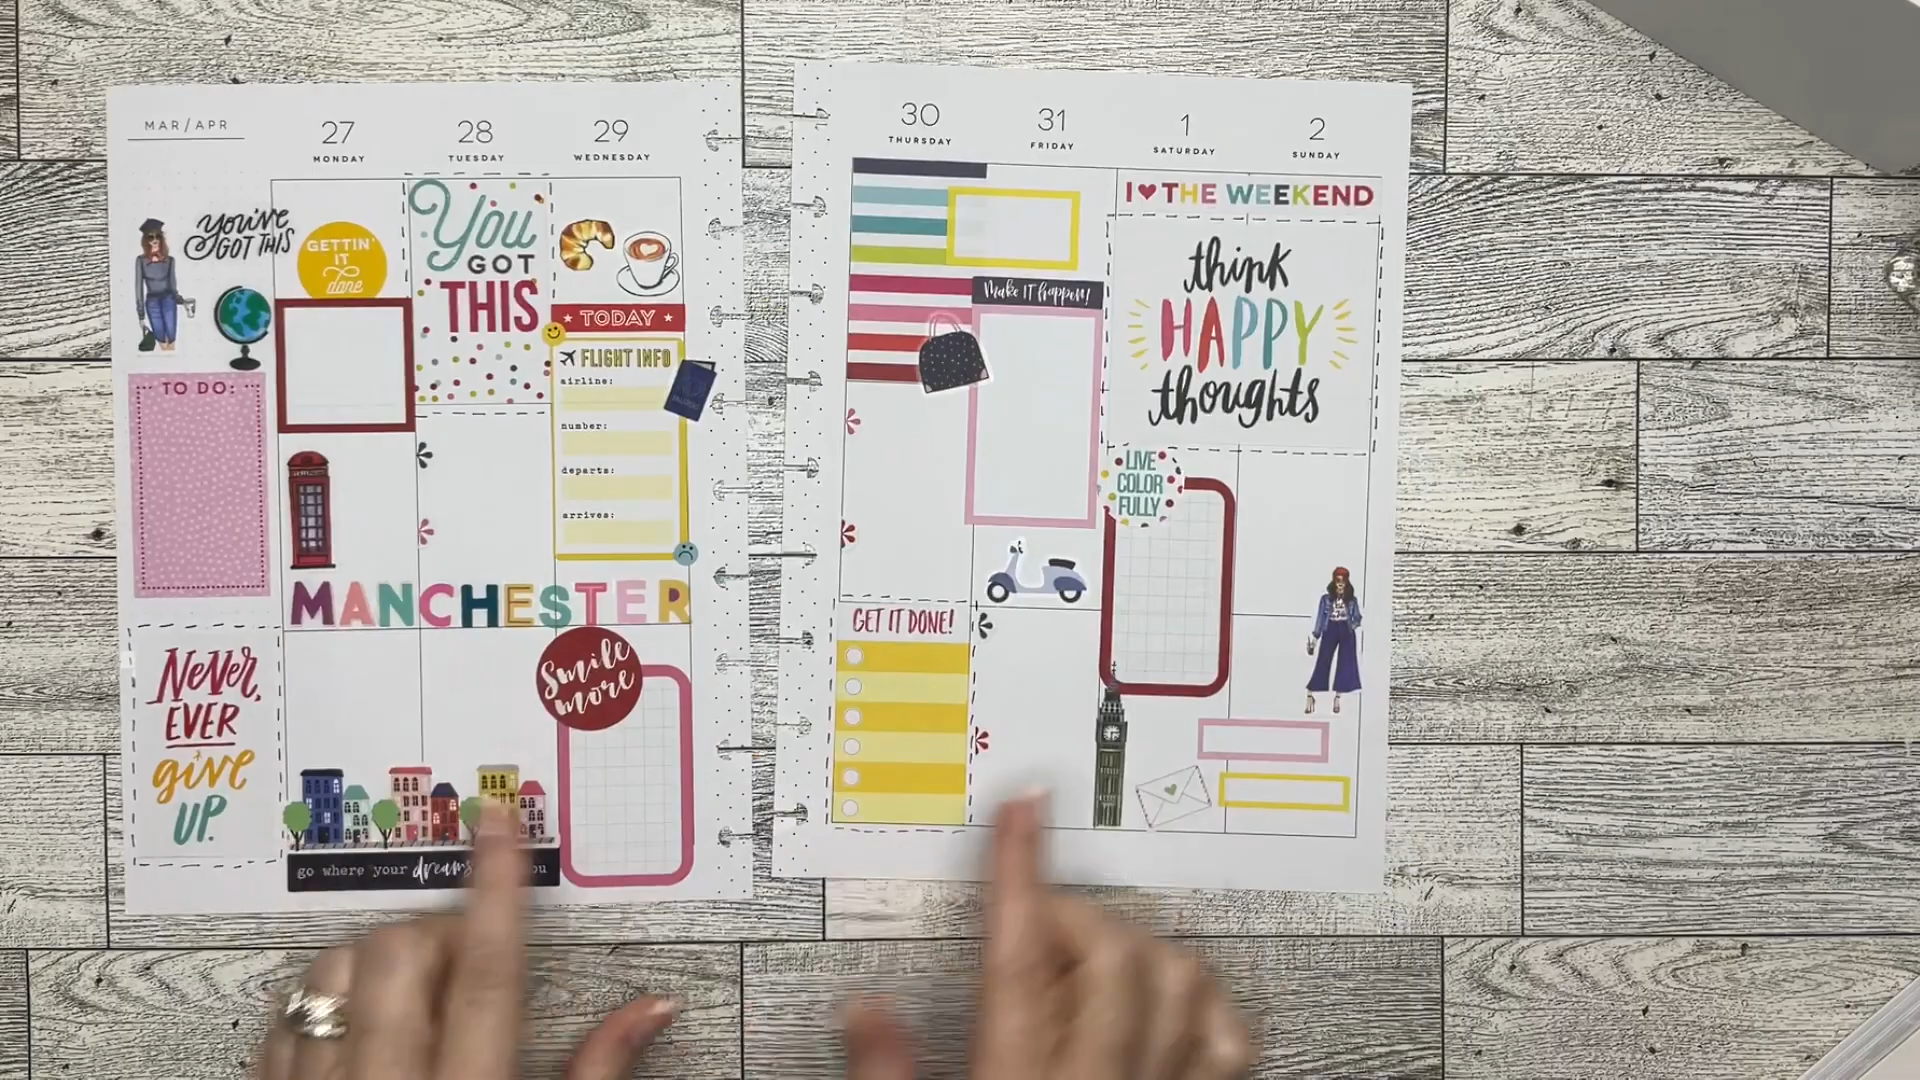 MAR/APR
27
MONDAY
28
TUESDAY
29
WEDNESDAY
you've
GOT THIS
GETTIN'
IT
done
You
GOT
THIS
TODAY
FLIGHT INFO
airline:
number:
departs:
arrives:
TO DO:
MANCHESTER
Never,
EVER
give
UP.
Smile
more
go where your dreams
ou
30
THURSDAY
31
FRIDAY
1
SATURDAY
2
SUNDAY
I♥THE WEEKEND
Make IT happen!
think
HAPPY
thoughts
LIVE
COLOR
FULLY
GET IT DONE!